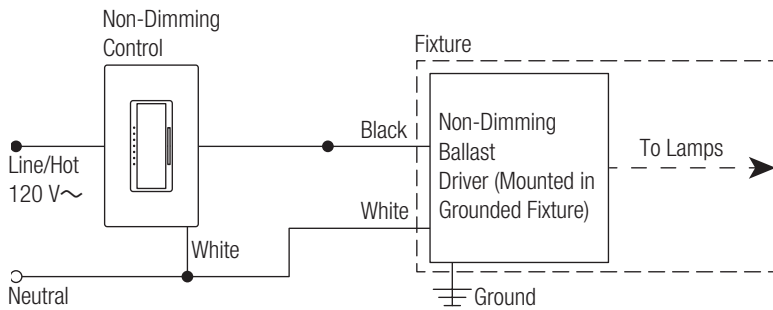 Non-Dimming
Control
Fixture
Line/Hot
120 V～
Black
Non-Dimming
Ballast
Driver (Mounted in
Grounded Fixture)
To Lamps
White
White
Neutral
Ground